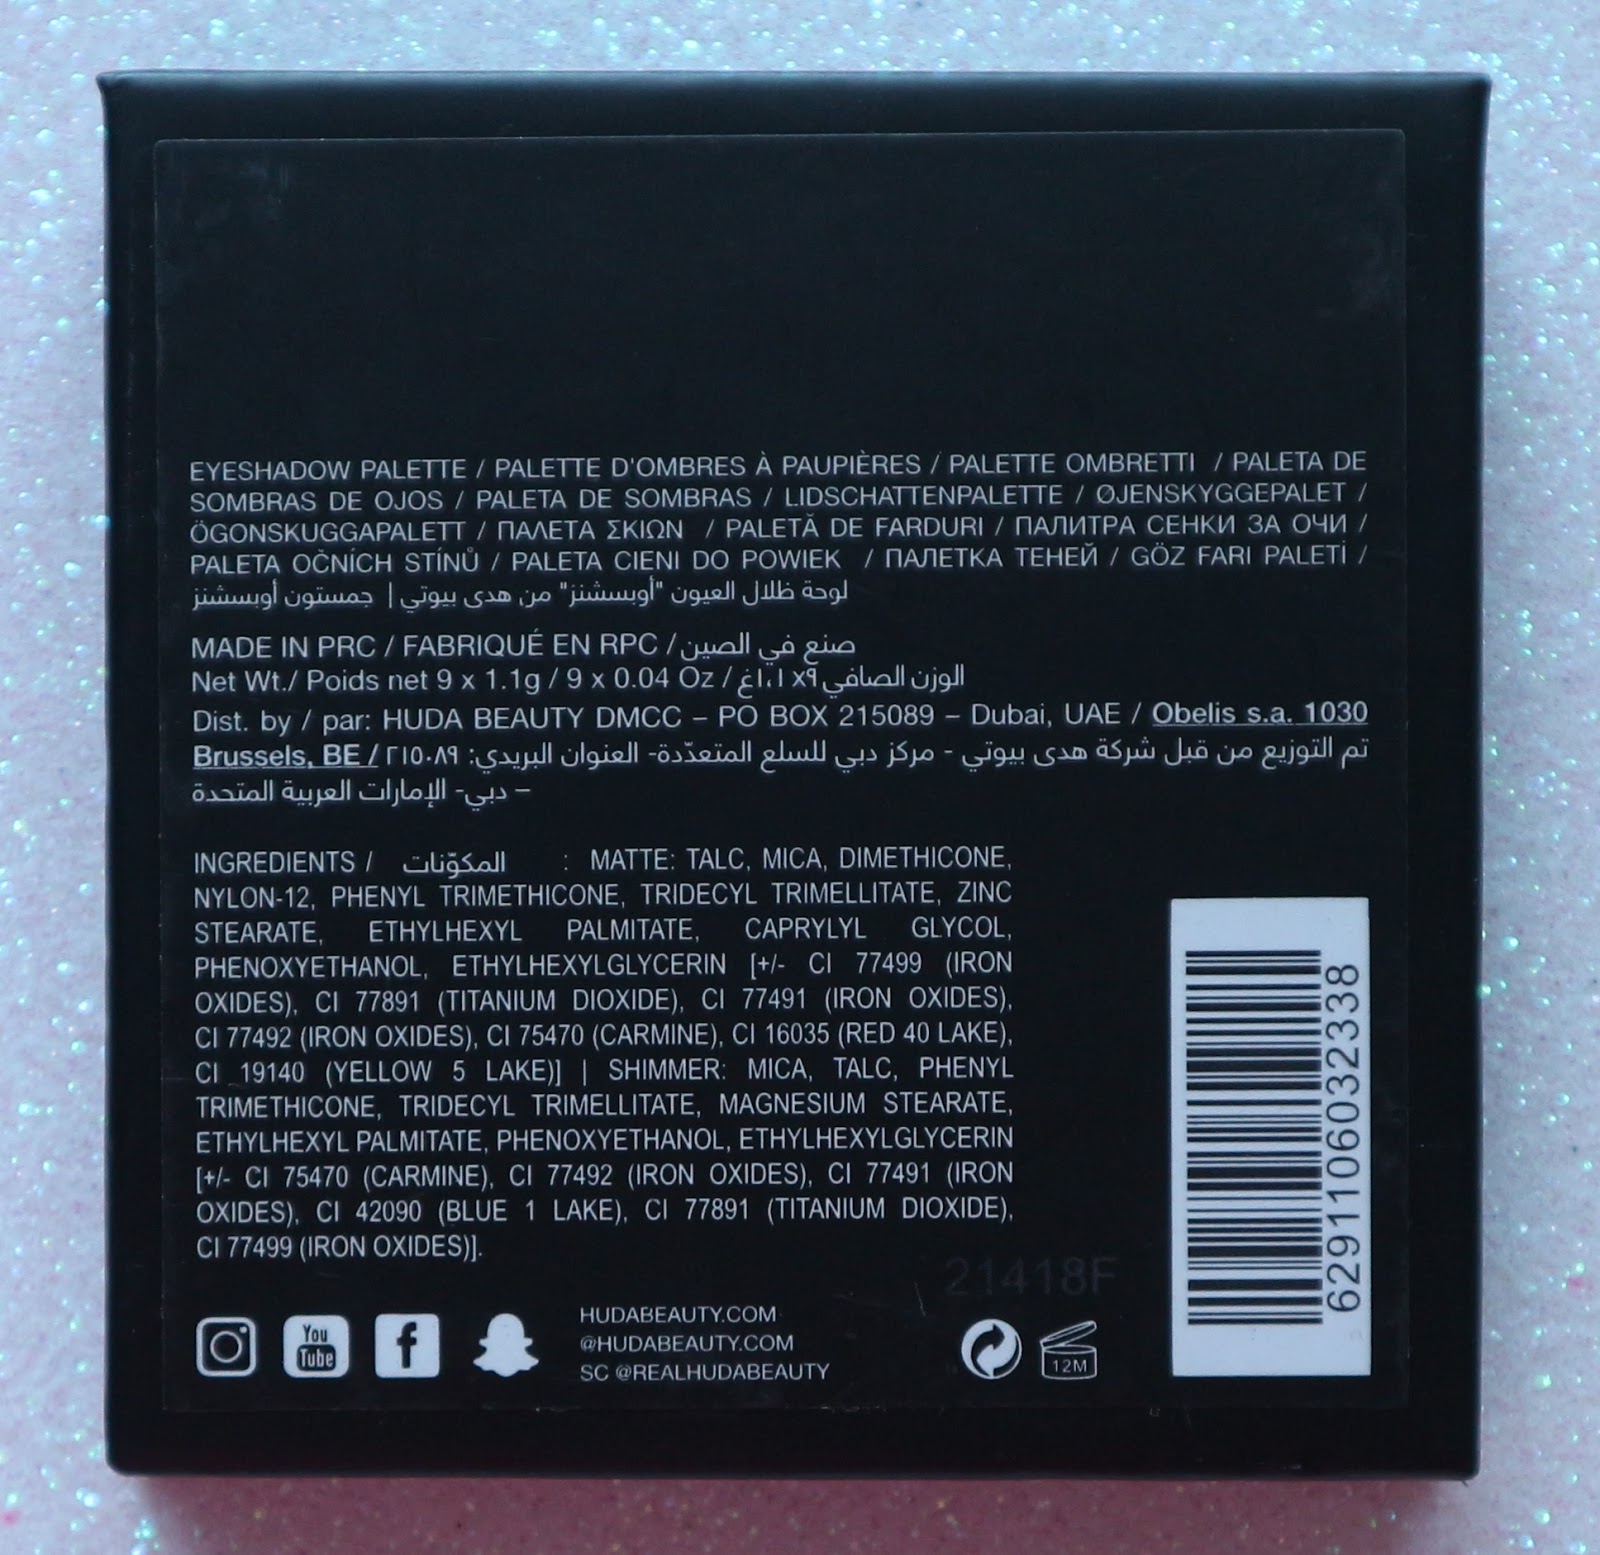 EYESHADOW PALETTE / PALETTE D'OMBRES À PAUPIÈRES / PALETTE OMBRETTI / PALETA DE
SOMBRAS DE OJOS / PALETA DE SOMBRAS / LIDSCHATTENPALETTE / ØJENSKYGGEPALET /
ÖGONSKUGGAPALETT / ΠΑΛΕΤΑ ΣΚΙΩΝ / PALETĂ DE FARDURI / ПАЛИТРА СЕНКИ ЗА ОЧИ /
PALETA OČNÍCH STÍNŮ / PALETA CIENI DO POWIEK / ПАЛЕТКА ТЕНЕЙ / GÖZ FARI PALETİ /
لوحة ظلال العيون "أوبسشنز" من هدى بيوتي | جمستون أوبسشنز
MADE IN PRC / FABRIQUÉ EN RPC / صنع في الصين
Net Wt./ Poids net 9 x 1.1g / 9 x 0.04 Oz / الوزن الصافي ٩x ١،١غ
Dist. by / par: HUDA BEAUTY DMCC – PO BOX 215089 – Dubai, UAE / Obelis s.a. 1030
Brussels, BE / تم التوزيع من قبل شركة هدى بيوتي - مركز دبي للسلع المتعدّدة- العنوان البريدي: ٢١٥٠٨٩
– دبي- الإمارات العربية المتحدة
INGREDIENTS / المكوّنات : MATTE: TALC, MICA, DIMETHICONE,
NYLON-12, PHENYL TRIMETHICONE, TRIDECYL TRIMELLITATE, ZINC
STEARATE, ETHYLHEXYL PALMITATE, CAPRYLYL GLYCOL,
PHENOXYETHANOL, ETHYLHEXYLGLYCERIN [+/- CI 77499 (IRON
OXIDES), CI 77891 (TITANIUM DIOXIDE), CI 77491 (IRON OXIDES),
CI 77492 (IRON OXIDES), CI 75470 (CARMINE), CI 16035 (RED 40 LAKE),
CI 19140 (YELLOW 5 LAKE)] | SHIMMER: MICA, TALC, PHENYL
TRIMETHICONE, TRIDECYL TRIMELLITATE, MAGNESIUM STEARATE,
ETHYLHEXYL PALMITATE, PHENOXYETHANOL, ETHYLHEXYLGLYCERIN
[+/- CI 75470 (CARMINE), CI 77492 (IRON OXIDES), CI 77491 (IRON
OXIDES), CI 42090 (BLUE 1 LAKE), CI 77891 (TITANIUM DIOXIDE),
CI 77499 (IRON OXIDES)].
21418F
You
Tube
f
HUDABEAUTY.COM
@HUDABEAUTY.COM
SC @REALHUDABEAUTY
12M
6291106032338